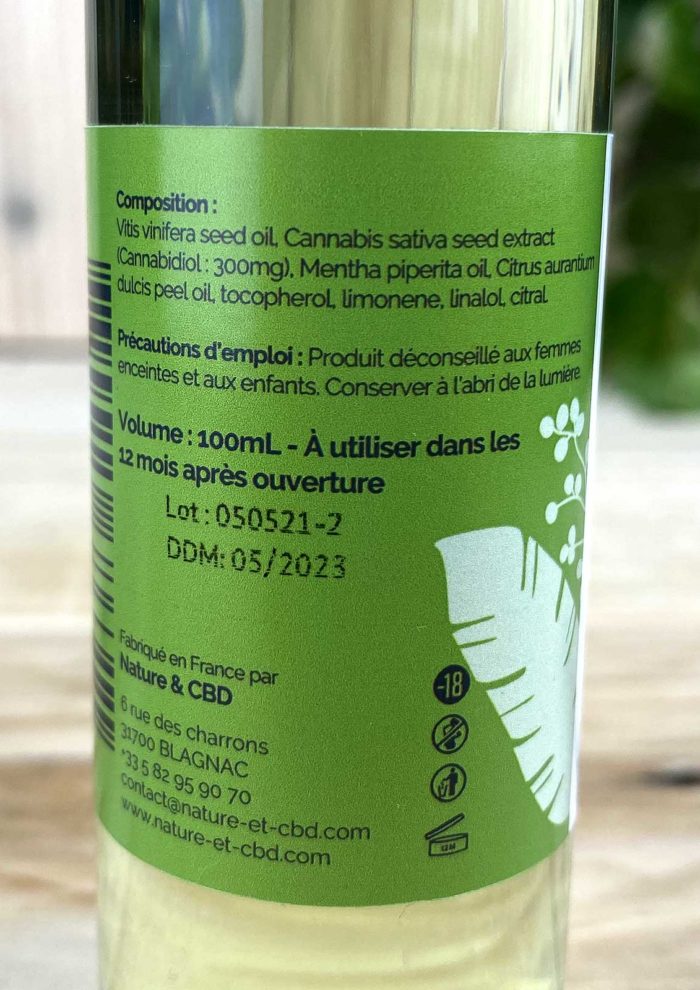 Composition :
Vitis vinifera seed oil, Cannabis sativa seed extract
(Cannabidiol : 300mg), Mentha piperita oil, Citrus aurantium
dulcis peel oil, tocopherol, limonene, linalol, citral.
Précautions d'emploi : Produit déconseillé aux femmes
enceintes et aux enfants. Conserver à l'abri de la lumière.
Volume : 100mL - À utiliser dans les
12 mois après ouverture
Lot : 050521-2
DDM: 05/2023
Fabriqué en France par
Nature & CBD
6 rue des charrons
31700 BLAGNAC
+33 5 82 95 90 70
contact@nature-et-cbd.com
www.nature-et-cbd.com
-18
12M